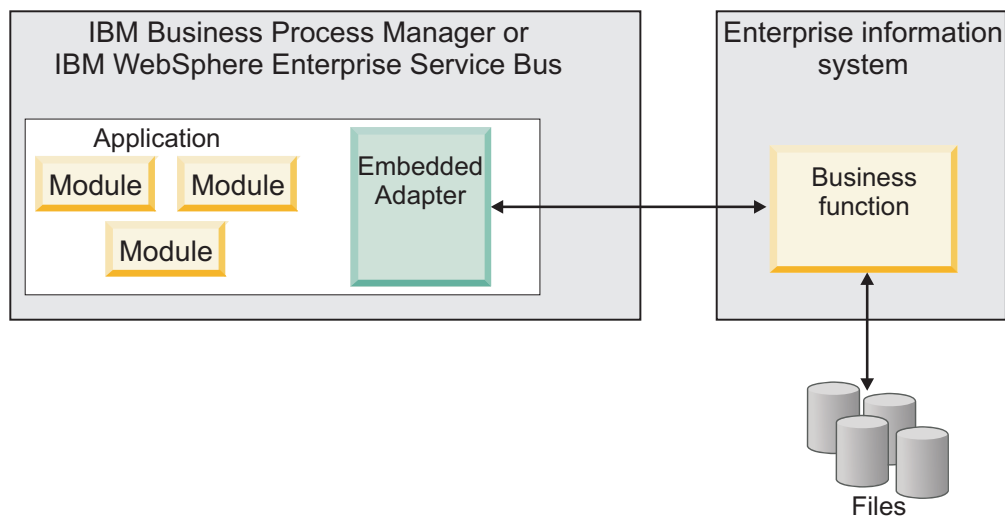 IBM Business Process Manager or
IBM WebSphere Enterprise Service Bus
Application
Module
Module
Module
Embedded
Adapter
Enterprise information
system
Business
function
Files